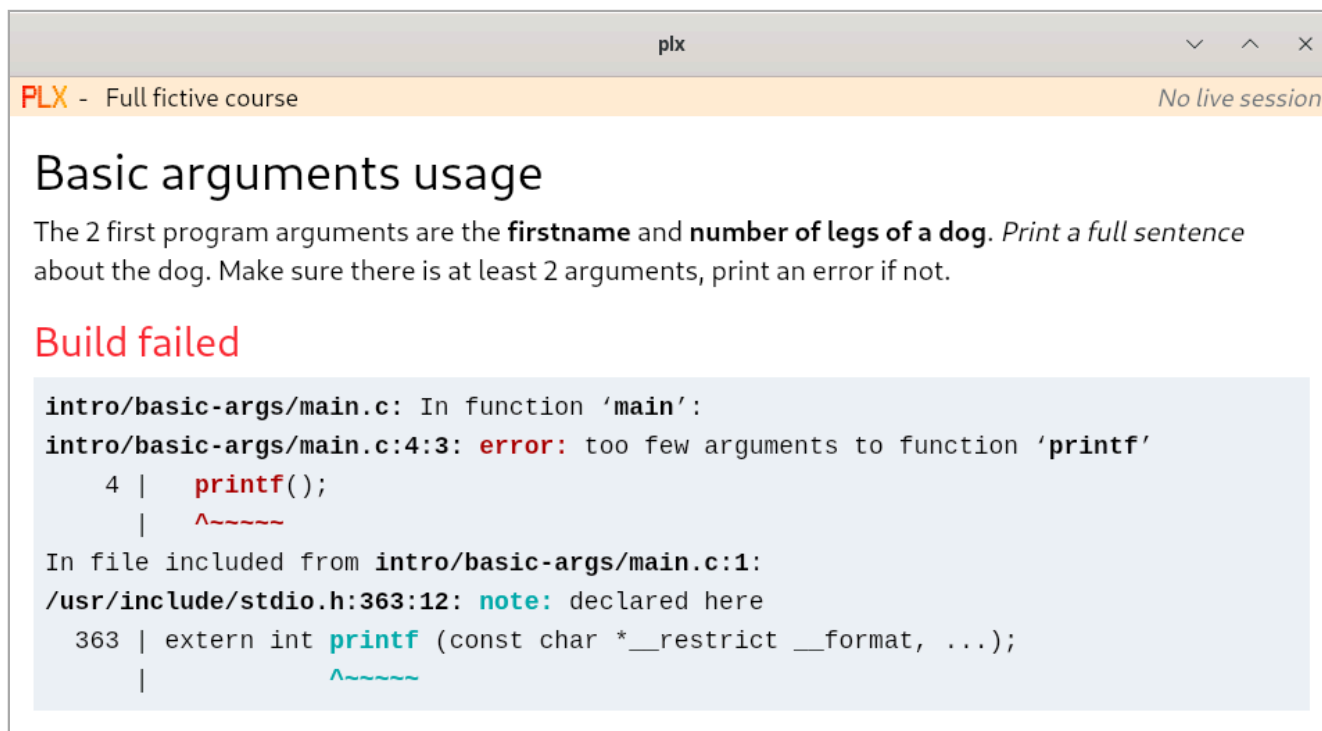 plx
PLX - Full fictive course No live session
Basic arguments usage
The 2 first program arguments are the firstname and number of legs of a dog. Print a full sentence
about the dog. Make sure there is at least 2 arguments, print an error if not.
Build failed
intro/basic-args/main.c: In function ‘main’:
intro/basic-args/main.c:4:3: error: too few arguments to function ‘printf’
    4 |   printf();
      |   ^~~~~~
In file included from intro/basic-args/main.c:1:
/usr/include/stdio.h:363:12: note: declared here
  363 | extern int printf (const char *__restrict __format, ...);
      |            ^~~~~~